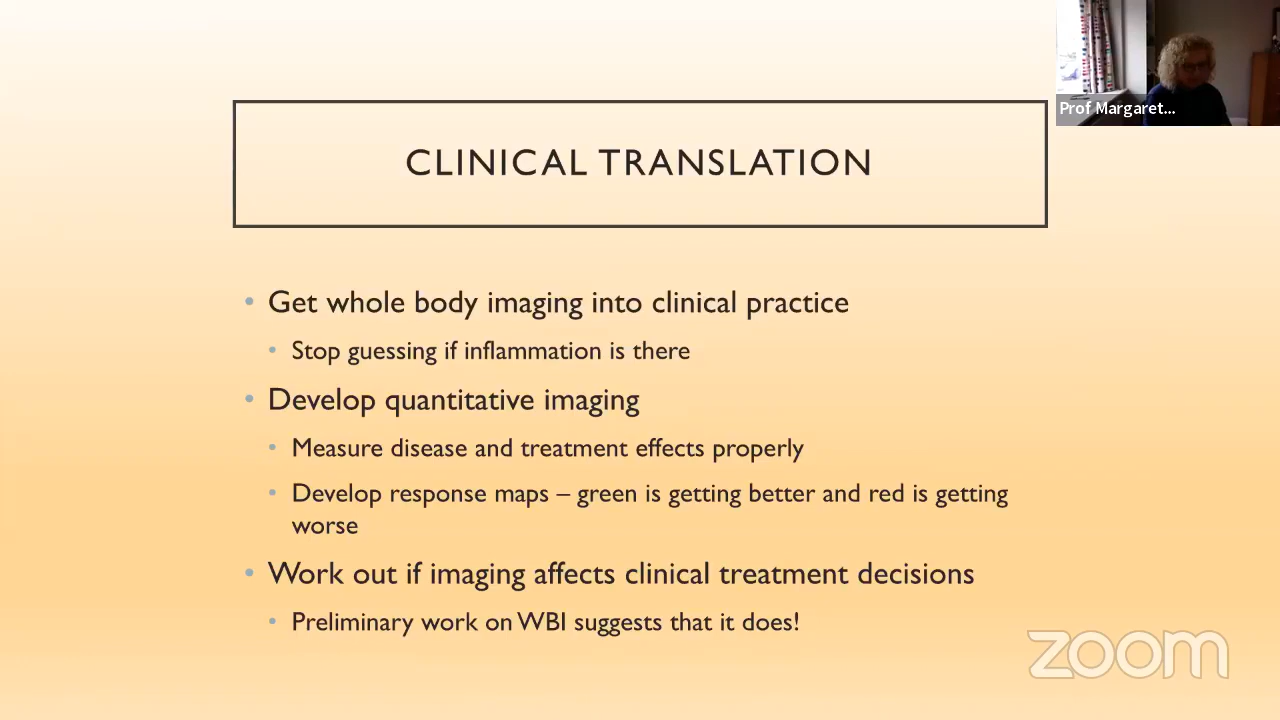 CLINICAL TRANSLATION
Prof Margaret...
• Get whole body imaging into clinical practice
• Stop guessing if inflammation is there
• Develop quantitative imaging
• Measure disease and treatment effects properly
• Develop response maps – green is getting better and red is getting
worse
• Work out if imaging affects clinical treatment decisions
• Preliminary work on WBI suggests that it does!
zoom